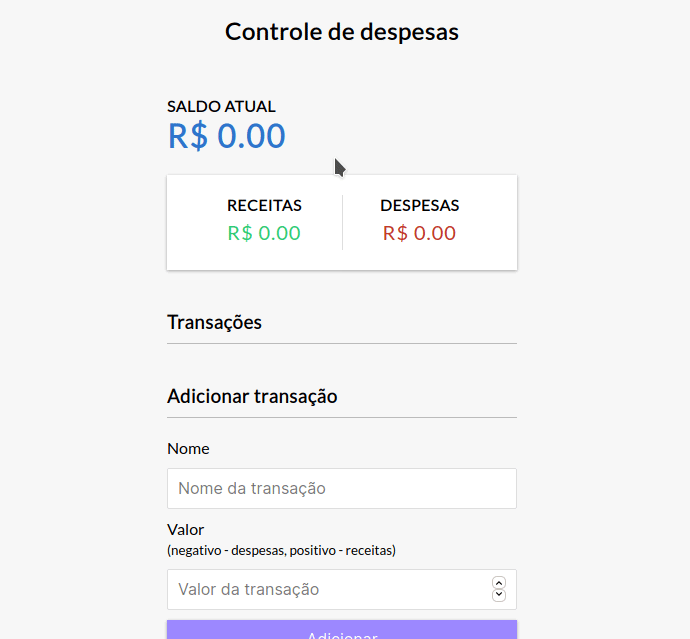 Controle de despesas
SALDO ATUAL
R$ 0.00
RECEITAS DESPESAS
R$ 0.00 R$ 0.00
Transações
Adicionar transação
Nome
Nome da transação
Valor
(negativo - despesas, positivo - receitas)
Valor da transação
Adicionar